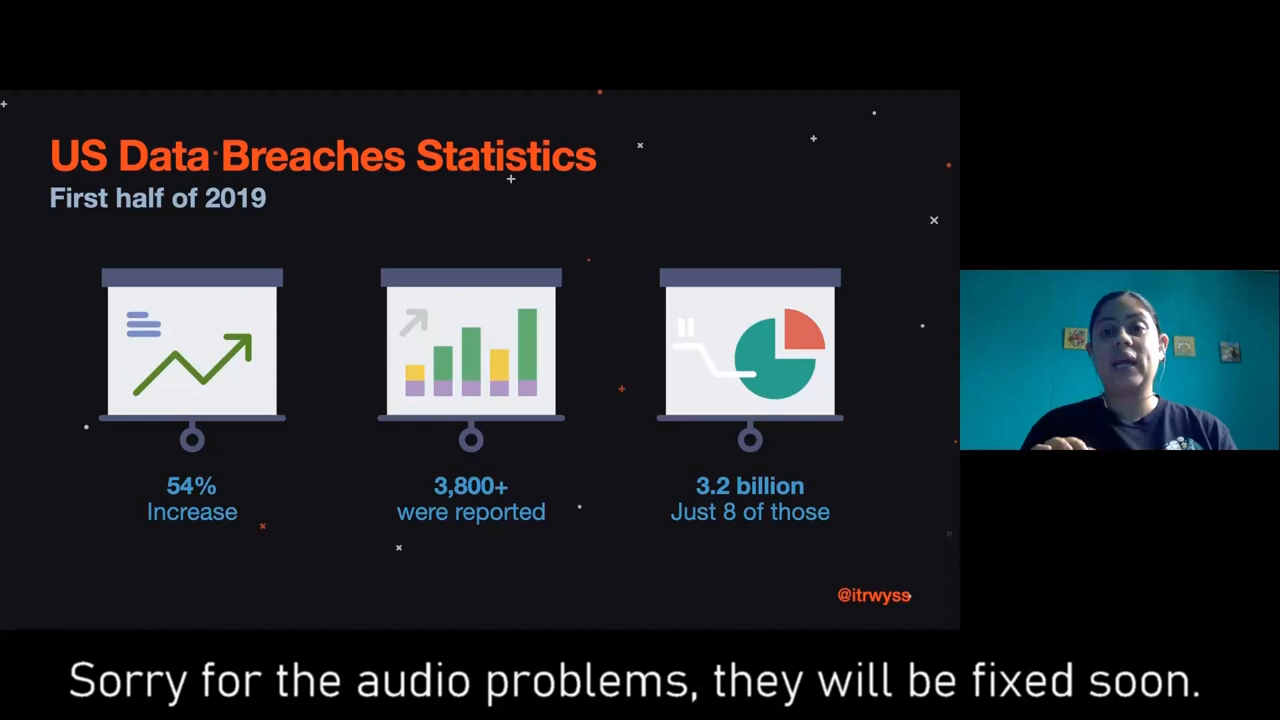 US Data Breaches Statistics
First half of 2019
54%
Increase
3,800+
were reported
3.2 billion
Just 8 of those
@itrwyss
Sorry for the audio problems, they will be fixed soon.